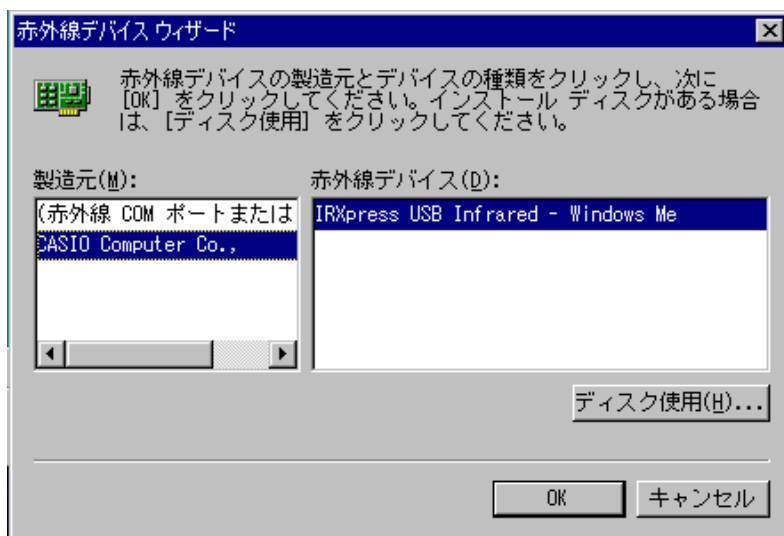 赤外線デバイス ウィザード
赤外線デバイスの製造元とデバイスの種類をクリックし、次に
[OK] をクリックしてください。インストール ディスクがある場合
は、[ディスク使用] をクリックしてください。
製造元(M):
赤外線デバイス(D):
(赤外線 COM ポートまたは
CASIO Computer Co.,
IRXpress USB Infrared - Windows Me
ディスク使用(H)...
OK
キャンセル